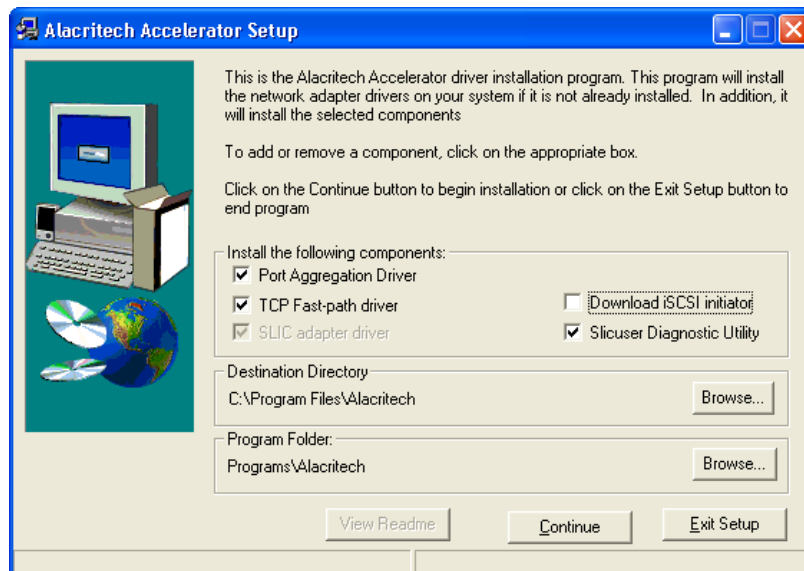 Alacritech Accelerator Setup
This is the Alacritech Accelerator driver installation program. This program will install
the network adapter drivers on your system if it is not already installed. In addition, it
will install the selected components
To add or remove a component, click on the appropriate box.
Click on the Continue button to begin installation or click on the Exit Setup button to
end program
Install the following components:
Port Aggregation Driver
TCP Fast-path driver
Download iSCSI initiator
SLIC adapter driver
Slicuser Diagnostic Utility
Destination Directory
C:\Program Files\Alacritech
Browse...
Program Folder:
Programs\Alacritech
Browse...
View Readme
Continue
Exit Setup